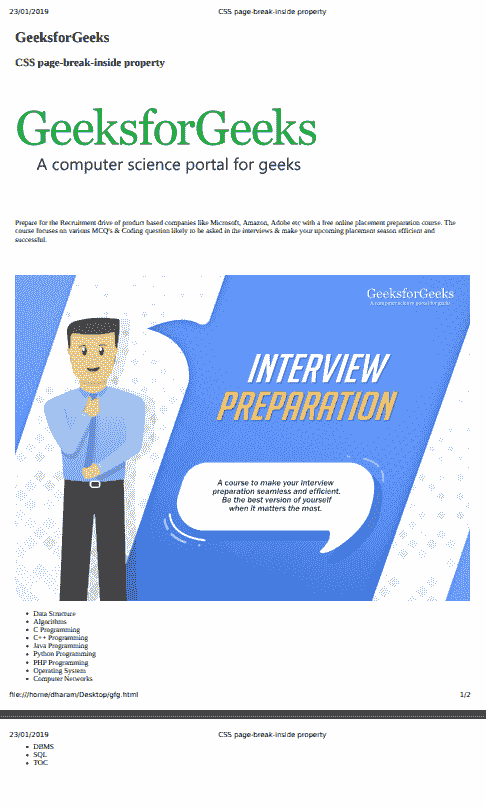 23/01/2019 CSS page-break-inside property
GeeksforGeeks
CSS page-break-inside property
GeeksforGeeks
A computer science portal for geeks
Prepare for the Recruitment drive of product based companies like Microsoft, Amazon, Adobe etc with a free online placement preparation course. The
course focuses on various MCQ's & Coding question likely to be asked in the interviews & make your upcoming placement season efficient and
successful.
GeeksforGeeks
A computer science portal for geeks
INTERVIEW
PREPARATION
A course to make your interview
preparation seamless and efficient.
Be the best version of yourself
when it matters the most.
• Data Structure
• Algorithms
• C Programming
• C++ Programming
• Java Programming
• Python Programming
• PHP Programming
• Operating System
• Computer Networks
file:///home/dharam/Desktop/gfg.html 1/2
23/01/2019 CSS page-break-inside property
• DBMS
• SQL
• TOC